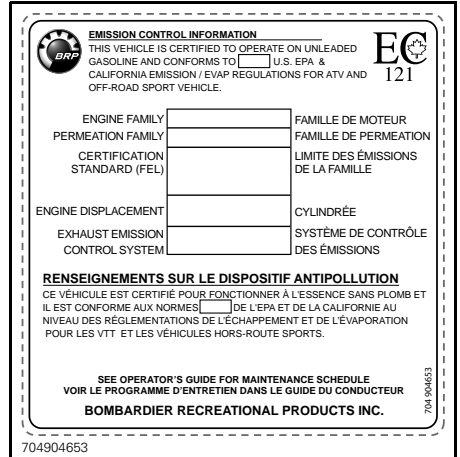 EMISSION CONTROL INFORMATION
THIS VEHICLE IS CERTIFIED TO OPERATE ON UNLEADED
GASOLINE AND CONFORMS TO U.S. EPA &
CALIFORNIA EMISSION / EVAP REGULATIONS FOR ATV AND
OFF-ROAD SPORT VEHICLE.
BRP
EC
121
ENGINE FAMILY FAMILLE DE MOTEUR
PERMEATION FAMILY FAMILLE DE PERMEATION
CERTIFICATION LIMITE DES ÉMISSIONS
STANDARD (FEL) DE LA FAMILLE
ENGINE DISPLACEMENT CYLINDRÉE
EXHAUST EMISSION SYSTÈME DE CONTRÔLE
CONTROL SYSTEM DES ÉMISSIONS
RENSEIGNEMENTS SUR LE DISPOSITIF ANTIPOLLUTION
CE VÉHICULE EST CERTIFIÉ POUR FONCTIONNER À L'ESSENCE SANS PLOMB ET
IL EST CONFORME AUX NORMES DE L'EPA ET DE LA CALIFORNIE AU
NIVEAU DES RÉGLEMENTATIONS DE L'ÉCHAPPEMENT ET DE L'ÉVAPORATION
POUR LES VTT ET LES VÉHICULES HORS-ROUTE SPORTS.
SEE OPERATOR'S GUIDE FOR MAINTENANCE SCHEDULE
VOIR LE PROGRAMME D'ENTRETIEN DANS LE GUIDE DU CONDUCTEUR
BOMBARDIER RECREATIONAL PRODUCTS INC.
704 904653
704904653